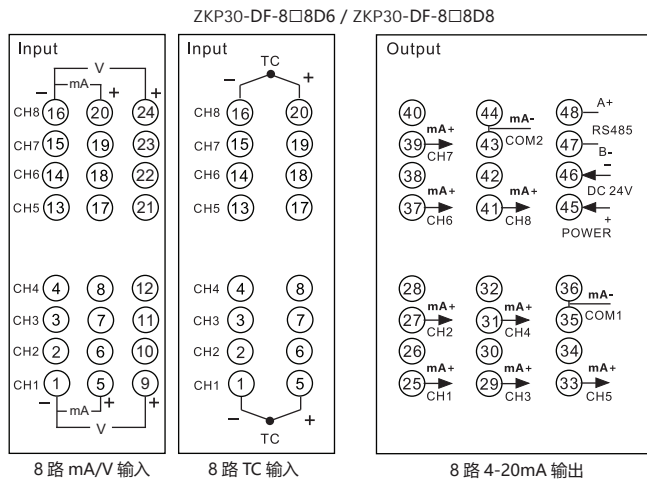 ZKP30-DF-8□8D6 / ZKP30-DF-8□8D8
Input
V
− mA +
CH8 16 20 24
CH7 15 19 23
CH6 14 18 22
CH5 13 17 21
CH4 4 8 12
CH3 3 7 11
CH2 2 6 10
CH1 1 5 9
− mA + +
V
8 路 mA/V 输入
Input
TC
− +
CH8 16 20
CH7 15 19
CH6 14 18
CH5 13 17
CH4 4 8
CH3 3 7
CH2 2 6
CH1 1 5
− +
TC
8 路 TC 输入
Output
40 44 mA- COM2 48 A+
RS485
39 mA+ CH7 43 47 B-
38 42 46 −
DC 24V
37 mA+ CH6 41 mA+ CH8 45 +
POWER
28 32 36 mA- COM1
27 mA+ CH2 31 mA+ CH4 35
26 30 34
25 mA+ CH1 29 mA+ CH3 33 mA+ CH5
8 路 4-20mA 输出